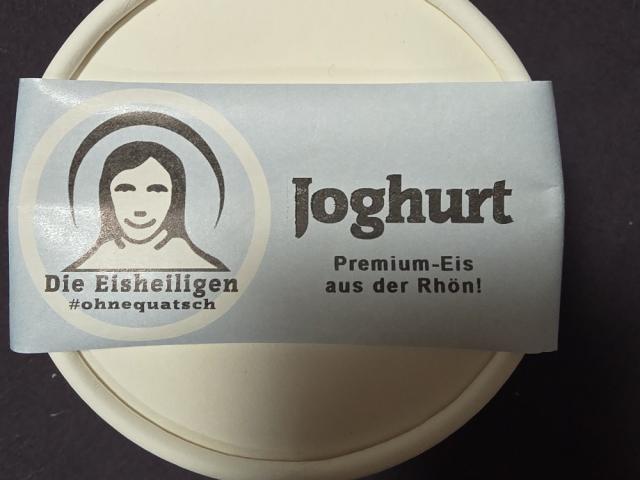 Die Eisheiligen
#ohnequatsch
Joghurt
Premium-Eis
aus der Rhön!